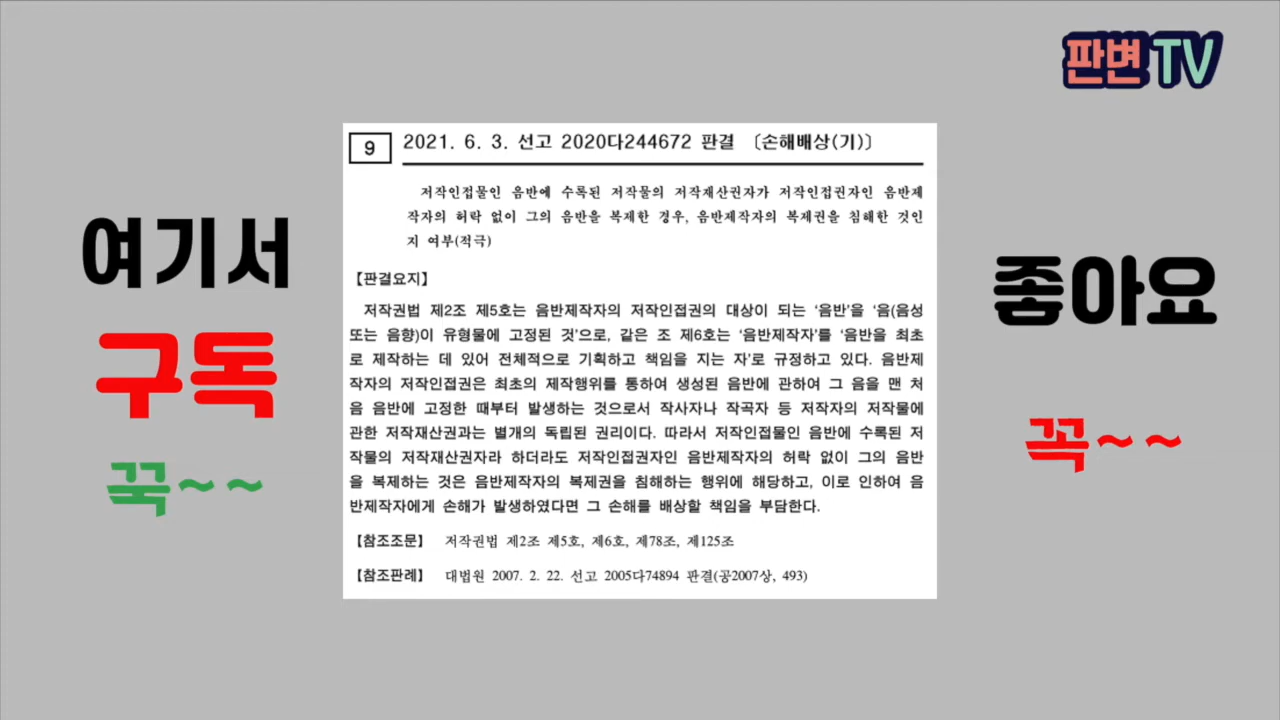 판변 TV
여기서
구독
꾹~~
9
2021. 6. 3. 선고 2020다244672 판결 〔손해배상(기)〕
저작인접물인 음반에 수록된 저작물의 저작재산권자가 저작인접권자인 음반제
작자의 허락 없이 그의 음반을 복제한 경우, 음반제작자의 복제권을 침해한 것인
지 여부(적극)
【판결요지】
저작권법 제2조 제5호는 음반제작자의 저작인접권의 대상이 되는 ‘음반’을 ‘음(음성
또는 음향)이 유형물에 고정된 것’으로, 같은 조 제6호는 ‘음반제작자’를 ‘음반을 최초
로 제작하는 데 있어 전체적으로 기획하고 책임을 지는 자’로 규정하고 있다. 음반제
작자의 저작인접권은 최초의 제작행위를 통하여 생성된 음반에 관하여 그 음을 맨 처
음 음반에 고정한 때부터 발생하는 것으로서 작사자나 작곡자 등 저작자의 저작물에
관한 저작재산권과는 별개의 독립된 권리이다. 따라서 저작인접물인 음반에 수록된 저
작물의 저작재산권자라 하더라도 저작인접권자인 음반제작자의 허락 없이 그의 음반
을 복제하는 것은 음반제작자의 복제권을 침해하는 행위에 해당하고, 이로 인하여 음
반제작자에게 손해가 발생하였다면 그 손해를 배상할 책임을 부담한다.
【참조조문】 저작권법 제2조 제5호, 제6호, 제78조, 제125조
【참조판례】 대법원 2007. 2. 22. 선고 2005다74894 판결(공2007상, 493)
좋아요
꼭~~